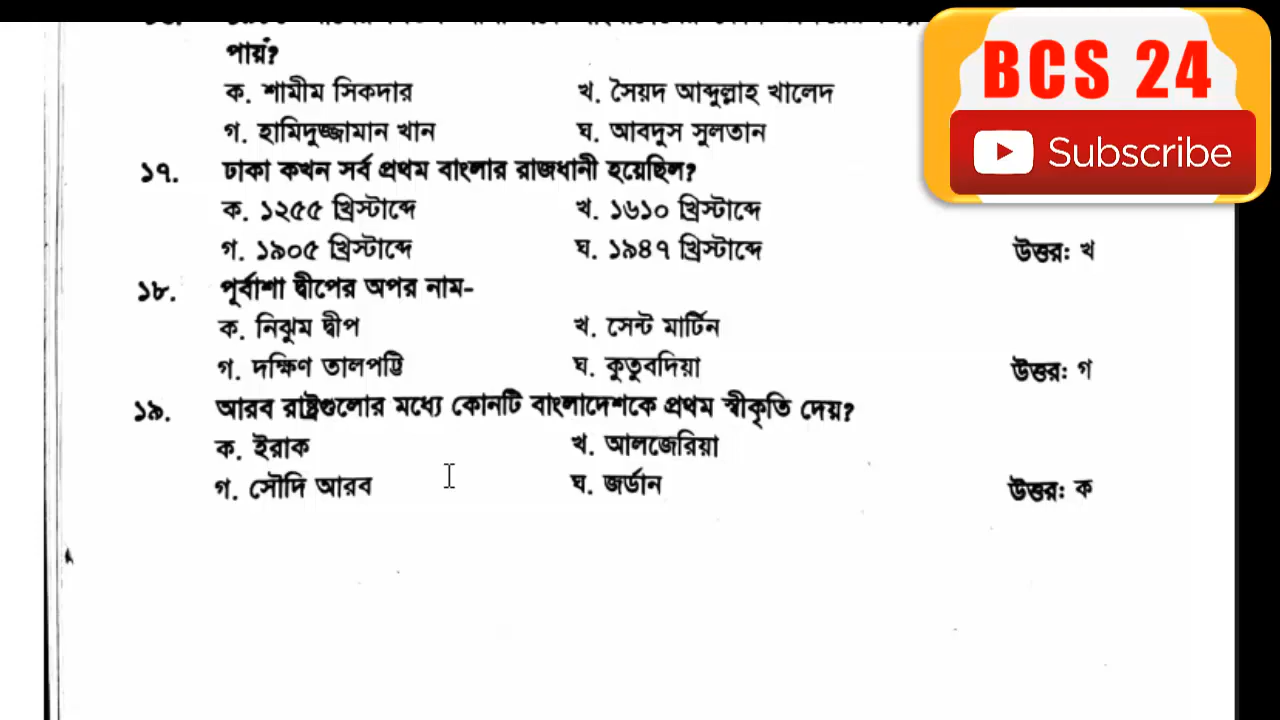 পায়?
ক. শামীম সিকদার
খ. সৈয়দ আব্দুল্লাহ খালেদ
গ. হামিদুজ্জামান খান
ঘ. আবদুস সুলতান
১৭. ঢাকা কখন সর্ব প্রথম বাংলার রাজধানী হয়েছিল?
ক. ১২৫৫ খ্রিস্টাব্দে
খ. ১৬১০ খ্রিস্টাব্দে
গ. ১৯০৫ খ্রিস্টাব্দে
ঘ. ১৯৪৭ খ্রিস্টাব্দে
উত্তর: খ
১৮. পূর্বাশা দ্বীপের অপর নাম-
ক. নিঝুম দ্বীপ
খ. সেন্ট মার্টিন
গ. দক্ষিণ তালপট্টি
ঘ. কুতুবদিয়া
উত্তর: গ
১৯. আরব রাষ্ট্রগুলোর মধ্যে কোনটি বাংলাদেশকে প্রথম স্বীকৃতি দেয়?
ক. ইরাক
খ. আলজেরিয়া
গ. সৌদি আরব
ঘ. জর্ডান
উত্তর: ক
BCS 24
Subscribe